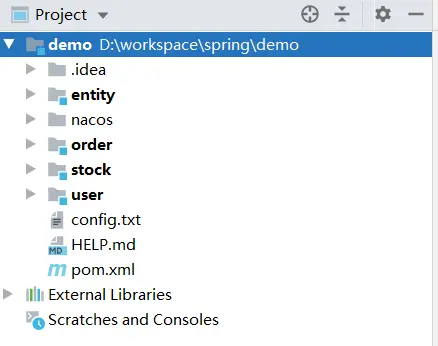 Project
demo D:\workspace\spring\demo
.idea
entity
nacos
order
stock
user
config.txt
MD HELP.md
m pom.xml
External Libraries
Scratches and Consoles